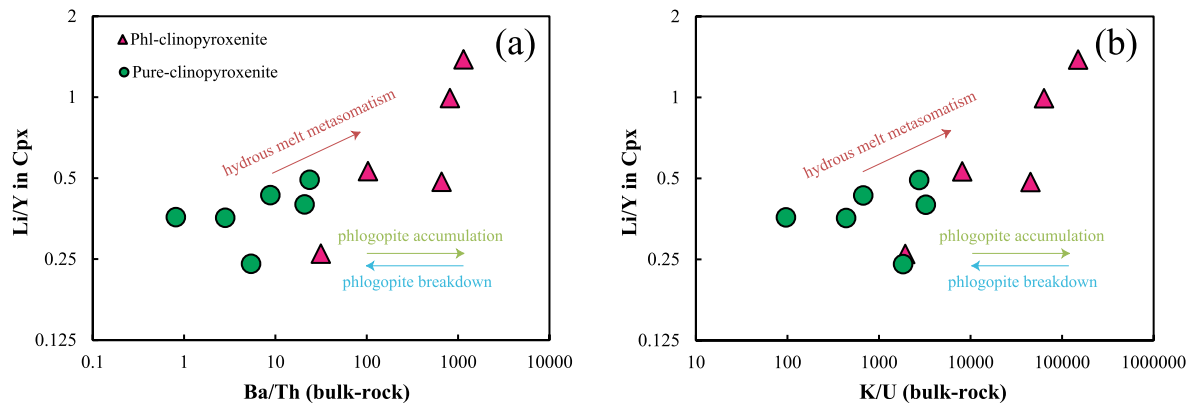 (a)
Phl-clinopyroxenite
Pure-clinopyroxenite
hydrous melt metasomatism
phlogopite accumulation
phlogopite breakdown
Li/Y in Cpx
2
1
0.5
0.25
0.125
0.1
1
10
100
1000
10000
Ba/Th (bulk-rock)
(b)
hydrous melt metasomatism
phlogopite accumulation
phlogopite breakdown
Li/Y in Cpx
2
1
0.5
0.25
0.125
10
100
1000
10000
100000
1000000
K/U (bulk-rock)